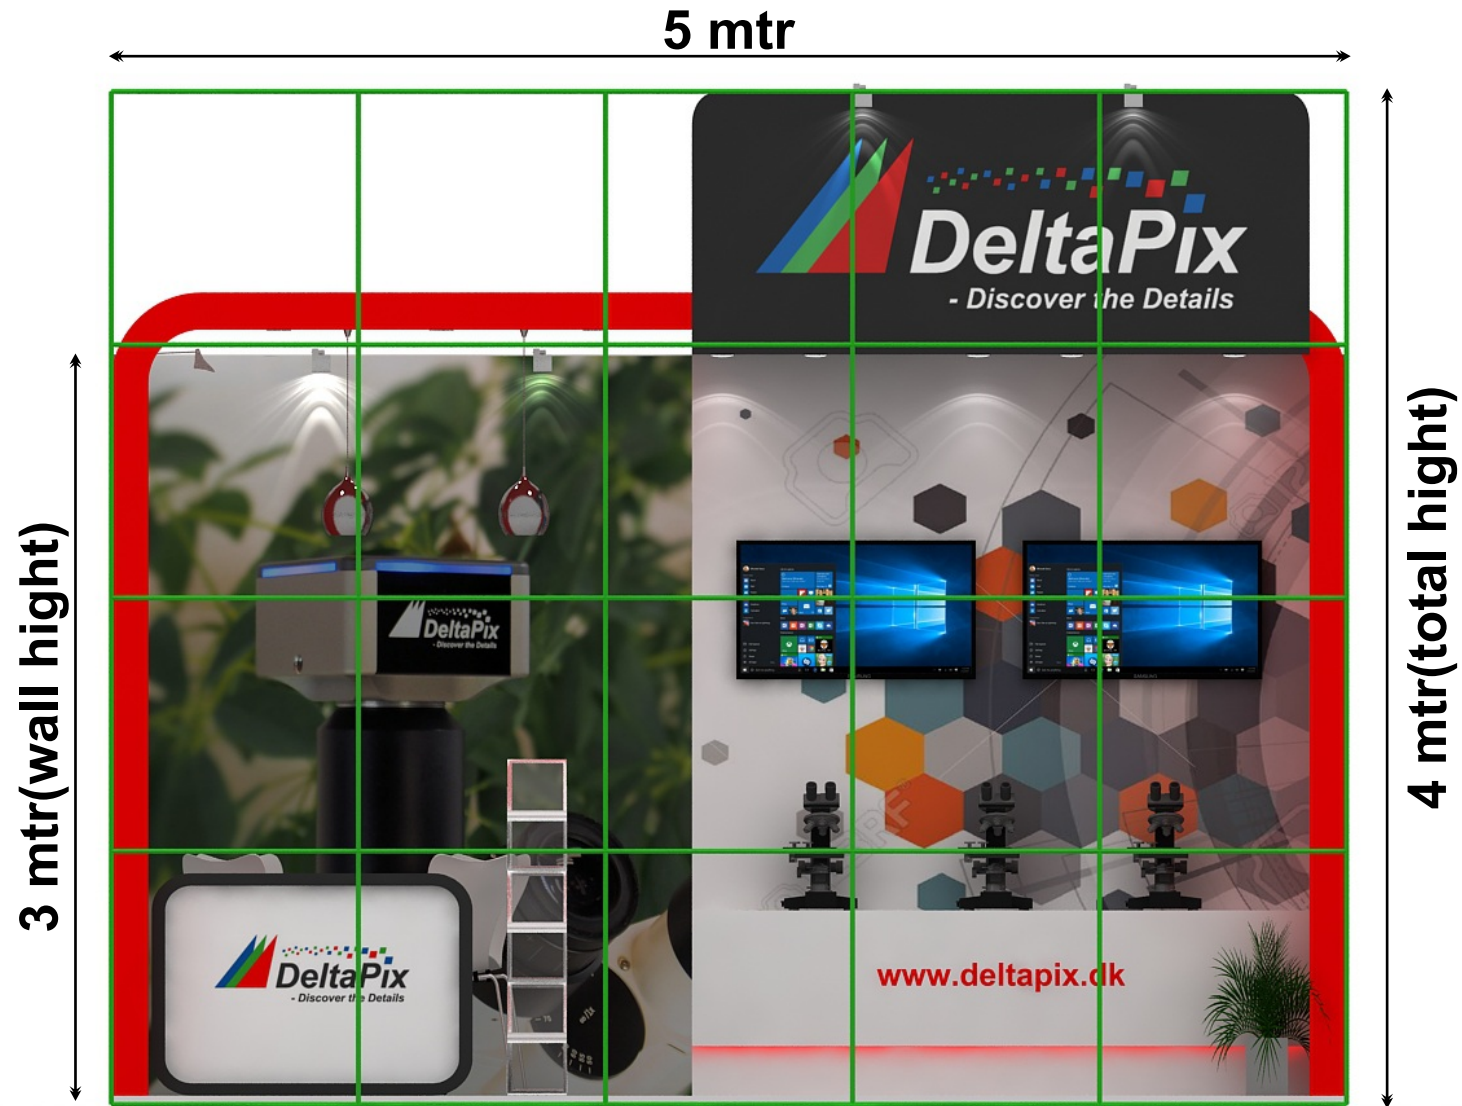 5 mtr
DeltaPix
- Discover the Details
3 mtr(wall hight)
4 mtr(total hight)
DeltaPix
- Discover the Details
DeltaPix
- Discover the Details
www.deltapix.dk